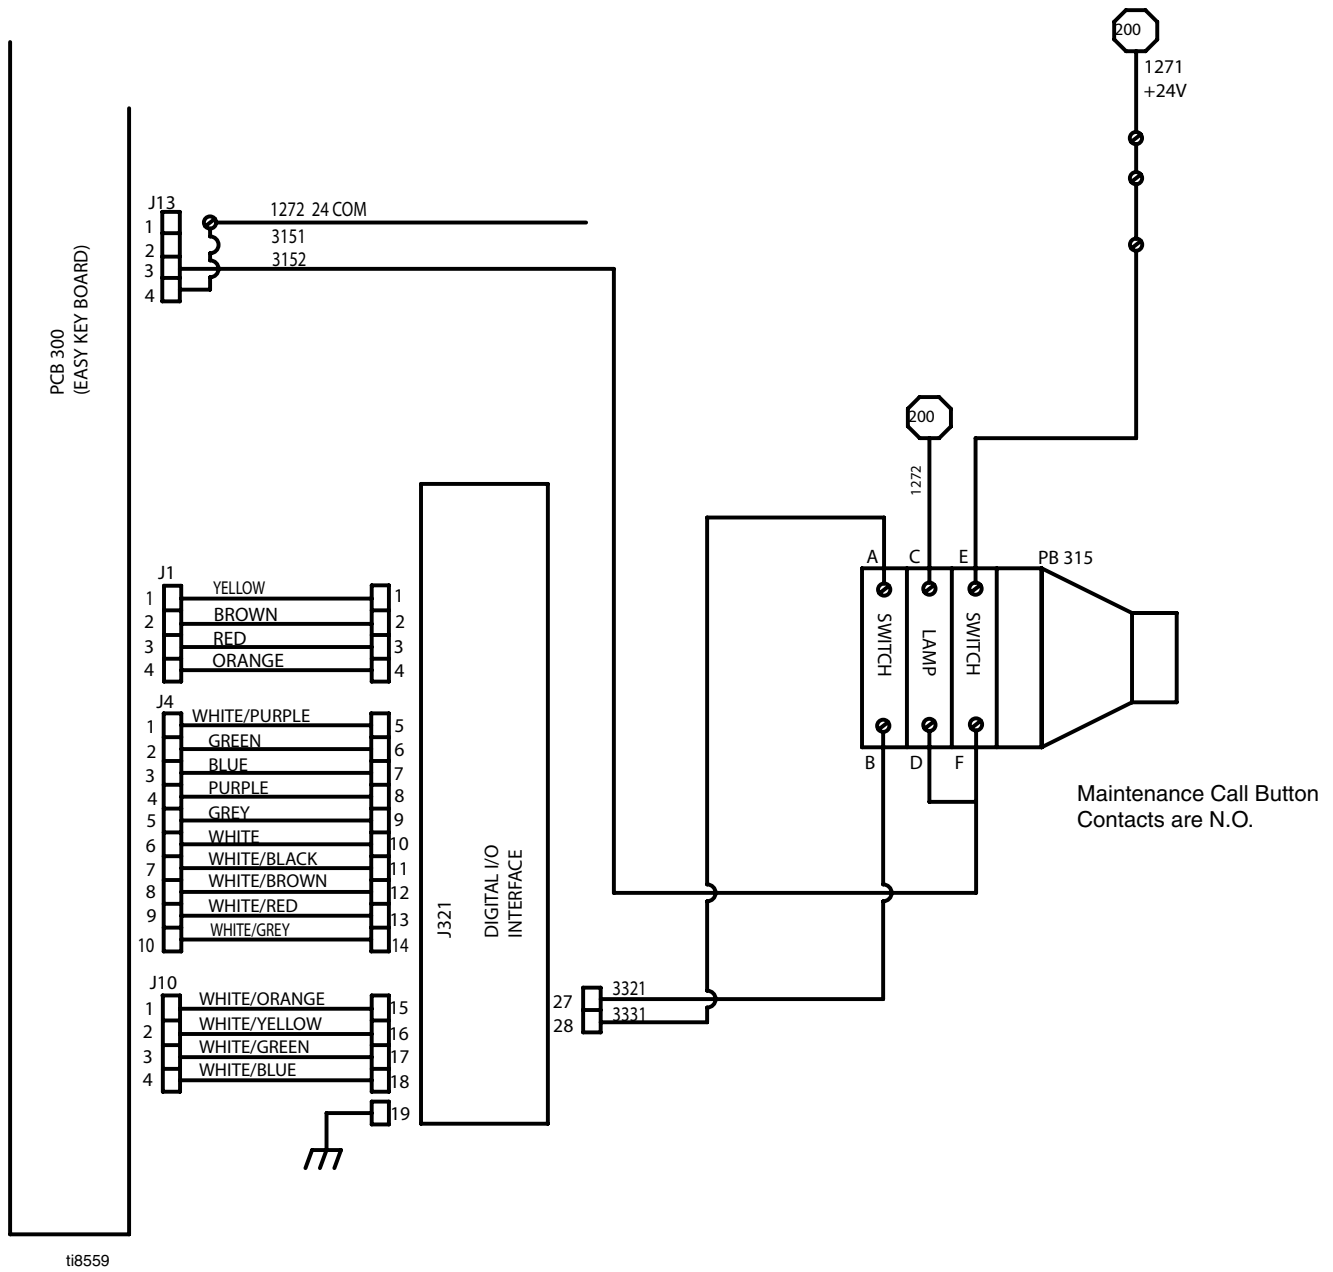 200
1271
+24V
J13
1
2
3
4
1272 24 COM
3151
3152
PCB 300
(EASY KEY BOARD)
200
1272
A C E
PB 315
SWITCH
LAMP
SWITCH
B D F
Maintenance Call Button
Contacts are N.O.
J1
1 YELLOW 1
2 BROWN 2
3 RED 3
4 ORANGE 4
J4
1 WHITE/PURPLE 5
2 GREEN 6
3 BLUE 7
4 PURPLE 8
5 GREY 9
6 WHITE 10
7 WHITE/BLACK 11
8 WHITE/BROWN 12
9 WHITE/RED 13
10 WHITE/GREY 14
J321
DIGITAL I/O
INTERFACE
J10
1 WHITE/ORANGE 15
2 WHITE/YELLOW 16
3 WHITE/GREEN 17
4 WHITE/BLUE 18
19
27 3321
28 3331
ti8559